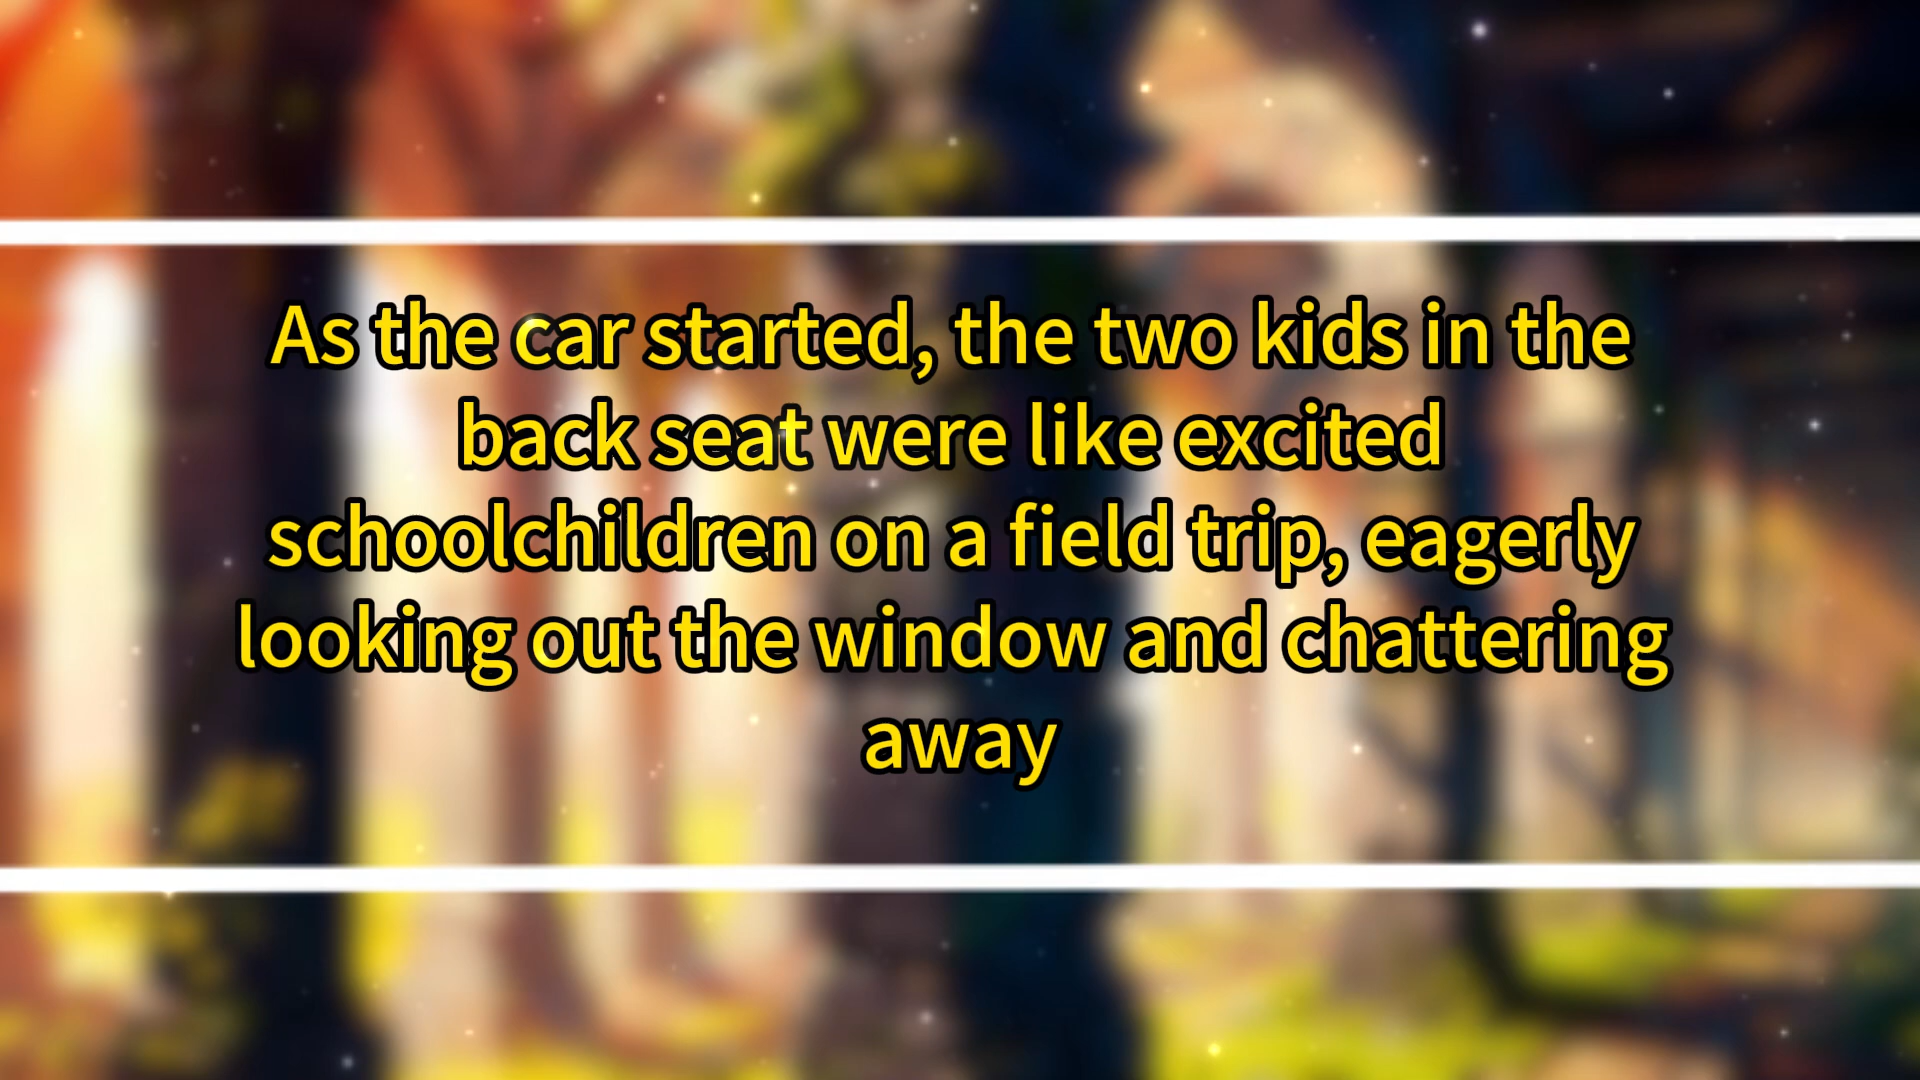 As the car started, the two kids in the
back seat were like excited
schoolchildren on a field trip, eagerly
looking out the window and chattering
away